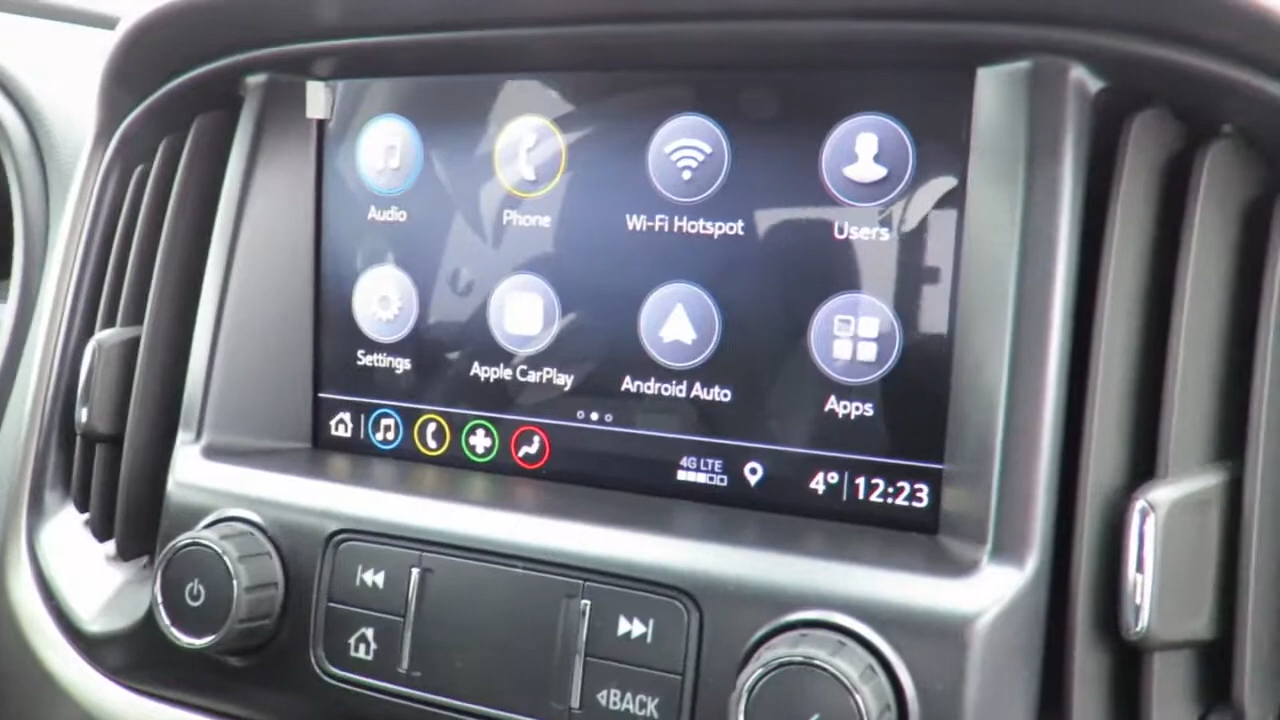 Audio Phone Wi-Fi Hotspot Users
Settings Apple CarPlay Android Auto Apps
4G LTE
4° 12:23
BACK